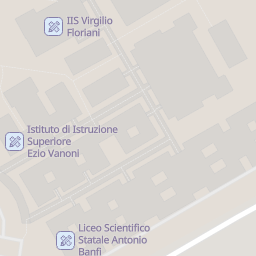 IIS Virgilio
Floriani
Istituto di Istruzione
Superiore
Ezio Vanoni
Liceo Scientifico
Statale Antonio
Banfi